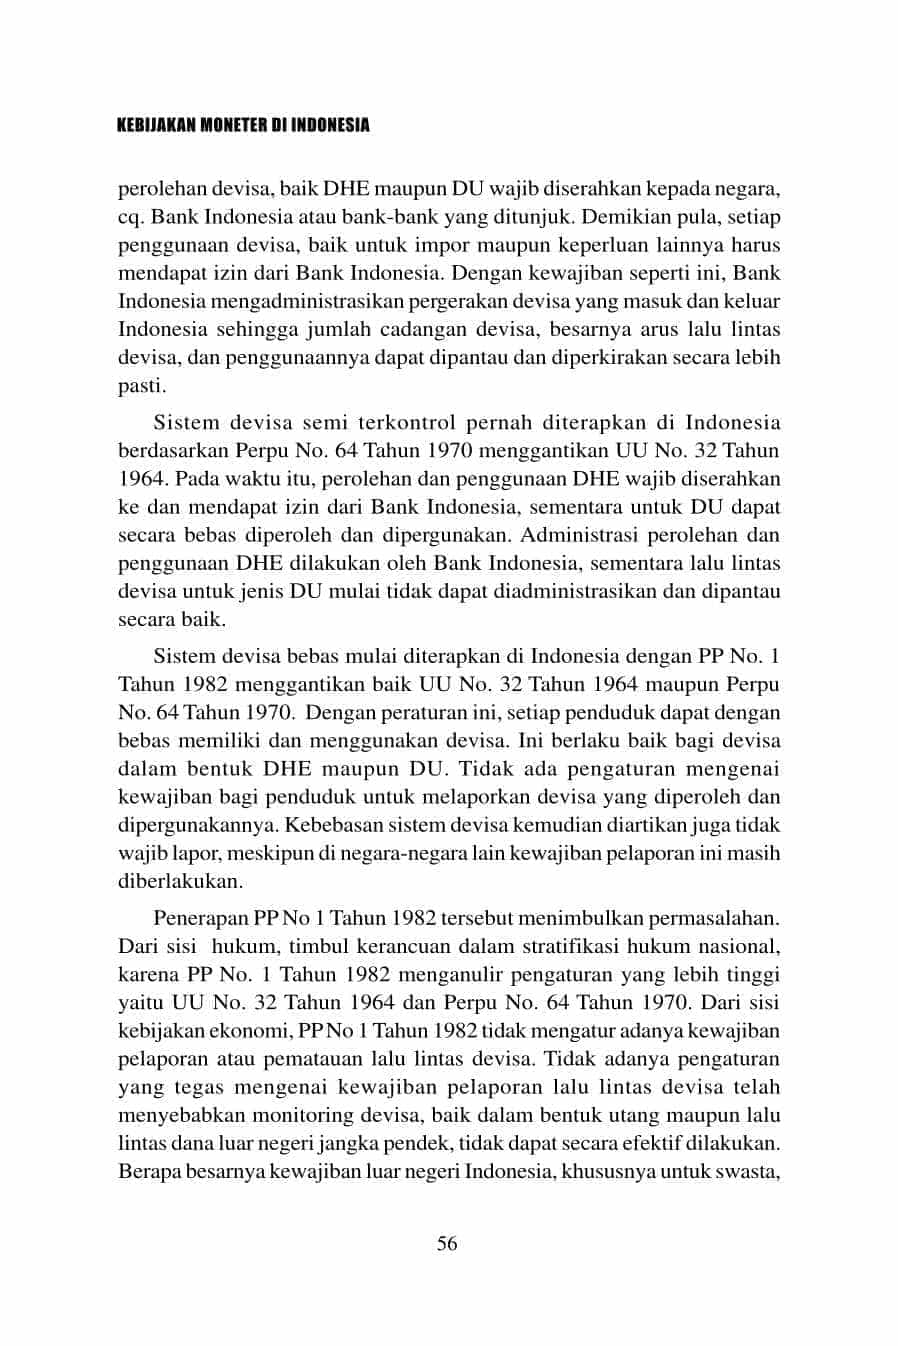 KEBIJAKAN MONETER DI INDONESIA
perolehan devisa, baik DHE maupun DU wajib diserahkan kepada negara,
cq. Bank Indonesia atau bank-bank yang ditunjuk. Demikian pula, setiap
penggunaan devisa, baik untuk impor maupun keperluan lainnya harus
mendapat izin dari Bank Indonesia. Dengan kewajiban seperti ini, Bank
Indonesia mengadministrasikan pergerakan devisa yang masuk dan keluar
Indonesia sehingga jumlah cadangan devisa, besarnya arus lalu lintas
devisa, dan penggunaannya dapat dipantau dan diperkirakan secara lebih
pasti.
Sistem devisa semi terkontrol pernah diterapkan di Indonesia
berdasarkan Perpu No. 64 Tahun 1970 menggantikan UU No. 32 Tahun
1964. Pada waktu itu, perolehan dan penggunaan DHE wajib diserahkan
ke dan mendapat izin dari Bank Indonesia, sementara untuk DU dapat
secara bebas diperoleh dan dipergunakan. Administrasi perolehan dan
penggunaan DHE dilakukan oleh Bank Indonesia, sementara lalu lintas
devisa untuk jenis DU mulai tidak dapat diadministrasikan dan dipantau
secara baik.
Sistem devisa bebas mulai diterapkan di Indonesia dengan PP No. 1
Tahun 1982 menggantikan baik UU No. 32 Tahun 1964 maupun Perpu
No. 64 Tahun 1970.  Dengan peraturan ini, setiap penduduk dapat dengan
bebas memiliki dan menggunakan devisa. Ini berlaku baik bagi devisa
dalam bentuk DHE maupun DU. Tidak ada pengaturan mengenai
kewajiban bagi penduduk untuk melaporkan devisa yang diperoleh dan
dipergunakannya. Kebebasan sistem devisa kemudian diartikan juga tidak
wajib lapor, meskipun di negara-negara lain kewajiban pelaporan ini masih
diberlakukan.
Penerapan PP No 1 Tahun 1982 tersebut menimbulkan permasalahan.
Dari sisi  hukum, timbul kerancuan dalam stratifikasi hukum nasional,
karena PP No. 1 Tahun 1982 menganulir pengaturan yang lebih tinggi
yaitu UU No. 32 Tahun 1964 dan Perpu No. 64 Tahun 1970. Dari sisi
kebijakan ekonomi, PP No 1 Tahun 1982 tidak mengatur adanya kewajiban
pelaporan atau pematauan lalu lintas devisa. Tidak adanya pengaturan
yang tegas mengenai kewajiban pelaporan lalu lintas devisa telah
menyebabkan monitoring devisa, baik dalam bentuk utang maupun lalu
lintas dana luar negeri jangka pendek, tidak dapat secara efektif dilakukan.
Berapa besarnya kewajiban luar negeri Indonesia, khususnya untuk swasta,
56